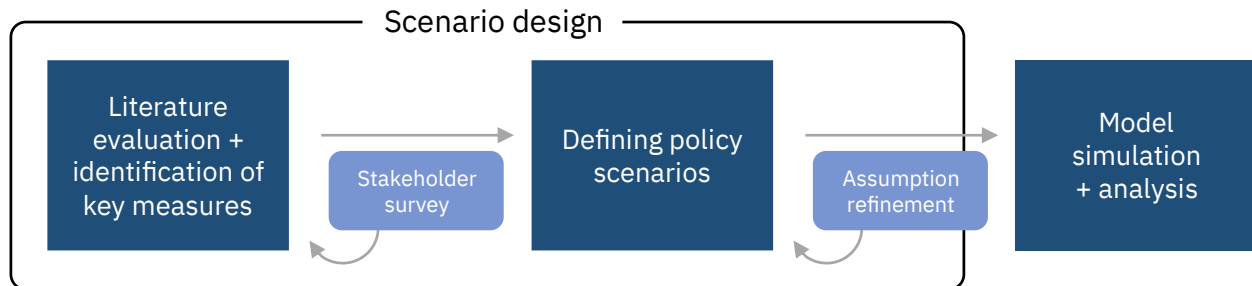 Scenario design
Literature
evaluation +
identification of
key measures
Stakeholder
survey
Defining policy
scenarios
Assumption
refinement
Model
simulation
+ analysis